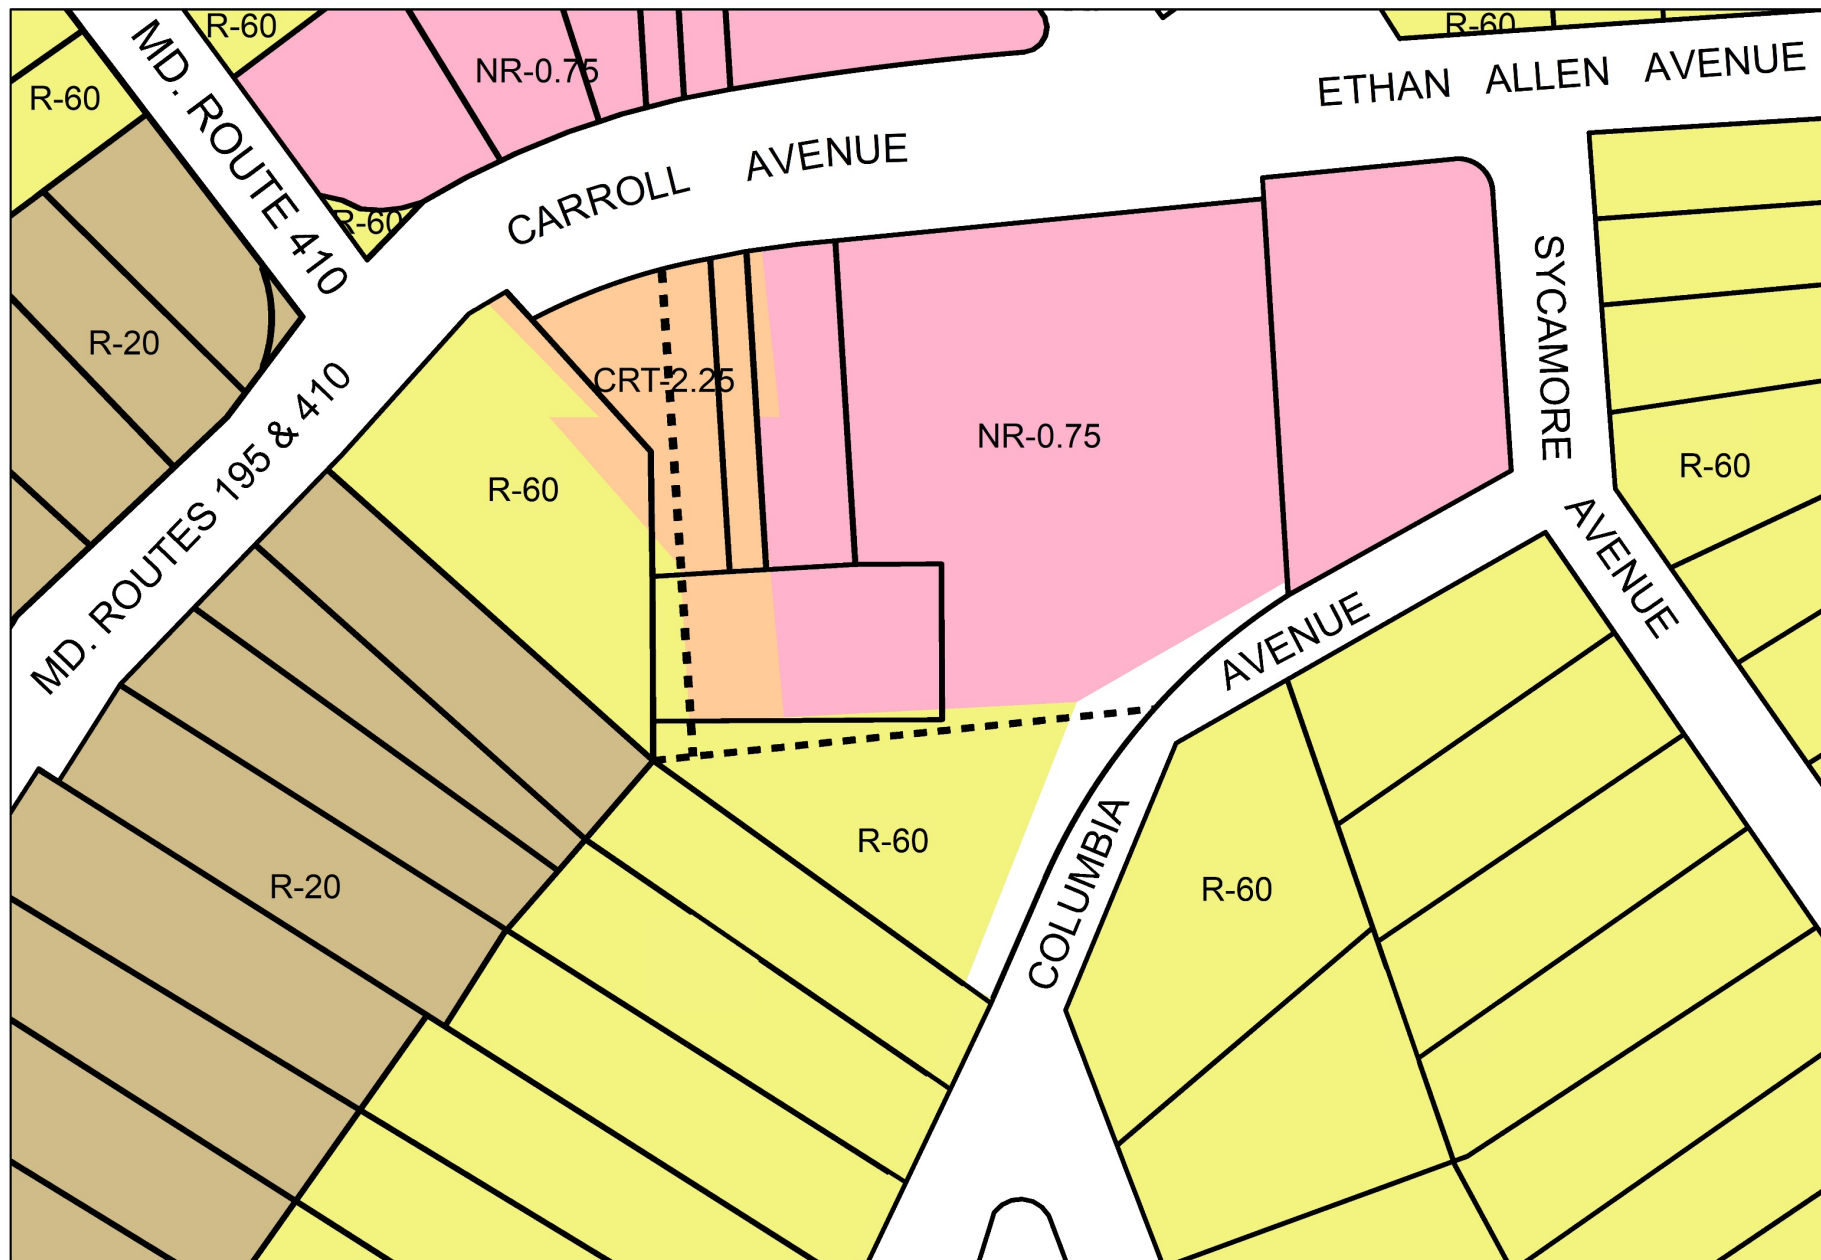 R-60
R-60
NR-0.75
R-60
ETHAN ALLEN AVENUE
R-60
MD. ROUTE 410
CARROLL AVENUE
R-60
R-20
SYCAMORE AVENUE
CRT-2.25
NR-0.75
R-60
R-60
MD. ROUTES 195 & 410
COLUMBIA AVENUE
R-60
R-20
R-60